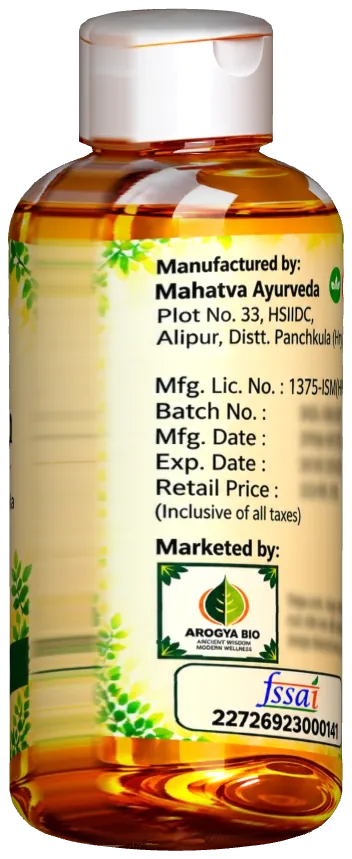 Manufactured by:
Mahatva Ayurveda
Plot No. 33, HSIIDC,
Alipur, Distt. Panchkula
Mfg. Lic. No. : 1375-ISM
Batch No. :
Mfg. Date :
Exp. Date :
Retail Price :
(Inclusive of all taxes)
Marketed by:
AROGYA BIO
ANCIENT WISDOM
MODERN WELLNESS
fssai
22726923000141